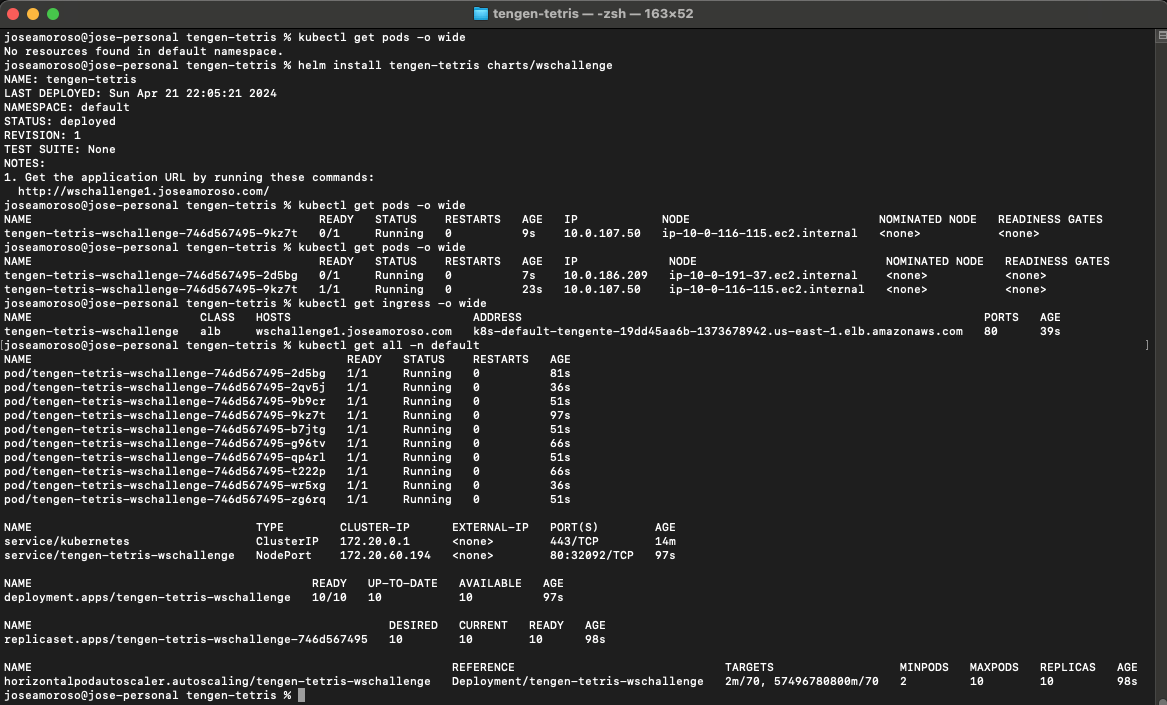 tengen-tetris — -zsh — 163×52
joseamoroso@jose-personal tengen-tetris % kubectl get pods -o wide
No resources found in default namespace.
joseamoroso@jose-personal tengen-tetris % helm install tengen-tetris charts/wschallenge
NAME: tengen-tetris
LAST DEPLOYED: Sun Apr 21 22:05:21 2024
NAMESPACE: default
STATUS: deployed
REVISION: 1
TEST SUITE: None
NOTES:
1. Get the application URL by running these commands:
  http://wschallenge1.joseamoroso.com/
joseamoroso@jose-personal tengen-tetris % kubectl get pods -o wide
NAME                                         READY   STATUS    RESTARTS   AGE   IP             NODE                           NOMINATED NODE   READINESS GATES
tengen-tetris-wschallenge-746d567495-9kz7t   0/1     Running   0          9s    10.0.107.50    ip-10-0-116-115.ec2.internal   <none>           <none>
joseamoroso@jose-personal tengen-tetris % kubectl get pods -o wide
NAME                                         READY   STATUS    RESTARTS   AGE   IP             NODE                           NOMINATED NODE   READINESS GATES
tengen-tetris-wschallenge-746d567495-2d5bg   0/1     Running   0          7s    10.0.186.209   ip-10-0-191-37.ec2.internal    <none>           <none>
tengen-tetris-wschallenge-746d567495-9kz7t   1/1     Running   0          23s   10.0.107.50    ip-10-0-116-115.ec2.internal   <none>           <none>
joseamoroso@jose-personal tengen-tetris % kubectl get ingress -o wide
NAME                        CLASS   HOSTS                          ADDRESS                                                                  PORTS   AGE
tengen-tetris-wschallenge   alb     wschallenge1.joseamoroso.com   k8s-default-tengente-19dd45aa6b-1373678942.us-east-1.elb.amazonaws.com   80      39s
[joseamoroso@jose-personal tengen-tetris % kubectl get all -n default ]
NAME                                             READY   STATUS    RESTARTS   AGE
pod/tengen-tetris-wschallenge-746d567495-2d5bg   1/1     Running   0          81s
pod/tengen-tetris-wschallenge-746d567495-2qv5j   1/1     Running   0          36s
pod/tengen-tetris-wschallenge-746d567495-9b9cr   1/1     Running   0          51s
pod/tengen-tetris-wschallenge-746d567495-9kz7t   1/1     Running   0          97s
pod/tengen-tetris-wschallenge-746d567495-b7jtg   1/1     Running   0          51s
pod/tengen-tetris-wschallenge-746d567495-g96tv   1/1     Running   0          66s
pod/tengen-tetris-wschallenge-746d567495-qp4rl   1/1     Running   0          51s
pod/tengen-tetris-wschallenge-746d567495-t222p   1/1     Running   0          66s
pod/tengen-tetris-wschallenge-746d567495-wr5xg   1/1     Running   0          36s
pod/tengen-tetris-wschallenge-746d567495-zg6rq   1/1     Running   0          51s
NAME                                TYPE        CLUSTER-IP      EXTERNAL-IP   PORT(S)        AGE
service/kubernetes                  ClusterIP   172.20.0.1      <none>        443/TCP        14m
service/tengen-tetris-wschallenge   NodePort    172.20.60.194   <none>        80:32092/TCP   97s
NAME                                        READY   UP-TO-DATE   AVAILABLE   AGE
deployment.apps/tengen-tetris-wschallenge   10/10   10           10          97s
NAME                                                   DESIRED   CURRENT   READY   AGE
replicaset.apps/tengen-tetris-wschallenge-746d567495   10        10        10      98s
NAME                                                            REFERENCE                              TARGETS                  MINPODS   MAXPODS   REPLICAS   AGE
horizontalpodautoscaler.autoscaling/tengen-tetris-wschallenge   Deployment/tengen-tetris-wschallenge   2m/70, 57496780800m/70   2         10        10         98s
joseamoroso@jose-personal tengen-tetris %